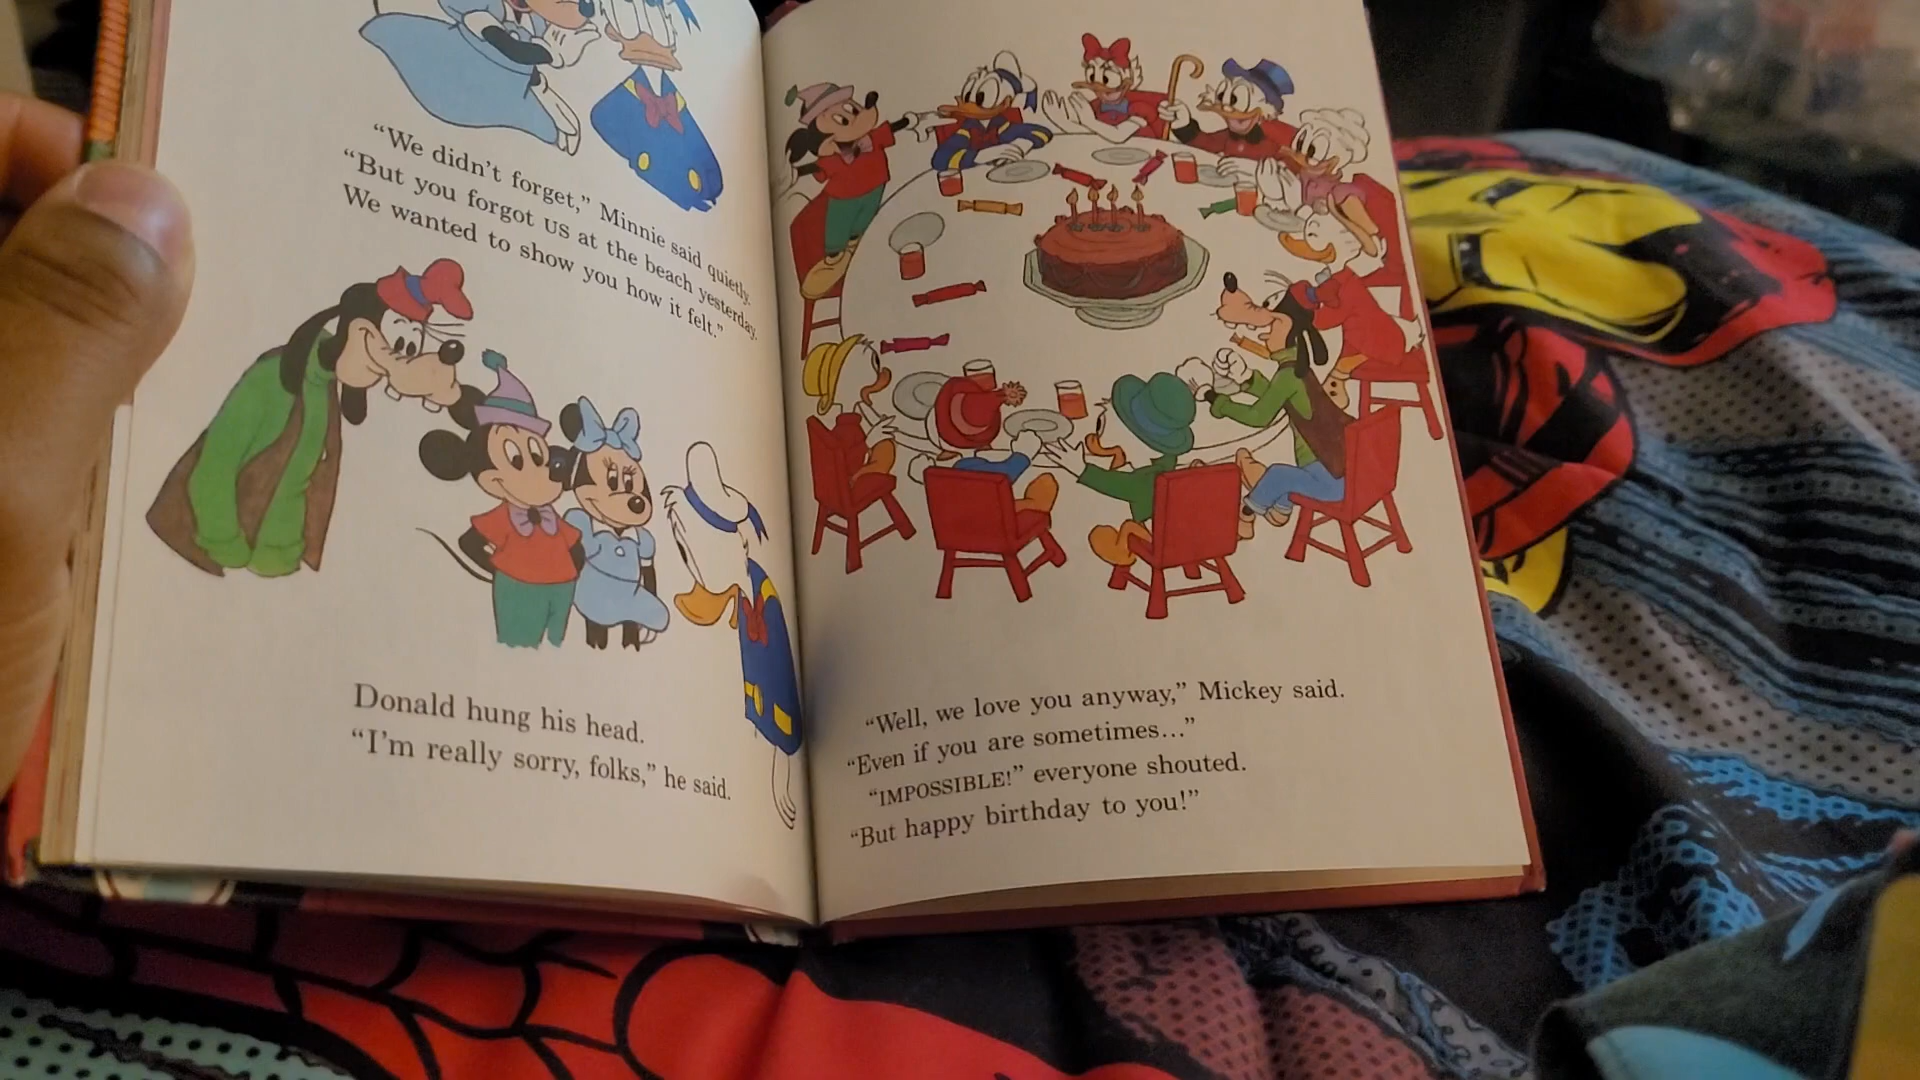 “We didn’t forget,” Minnie said quietly.
“But you forgot US at the beach yesterday.
We wanted to show you how it felt.”
Donald hung his head.
“I’m really sorry, folks,” he said.
“Well, we love you anyway,” Mickey said.
“Even if you are sometimes...”
“IMPOSSIBLE!” everyone shouted.
“But happy birthday to you!”